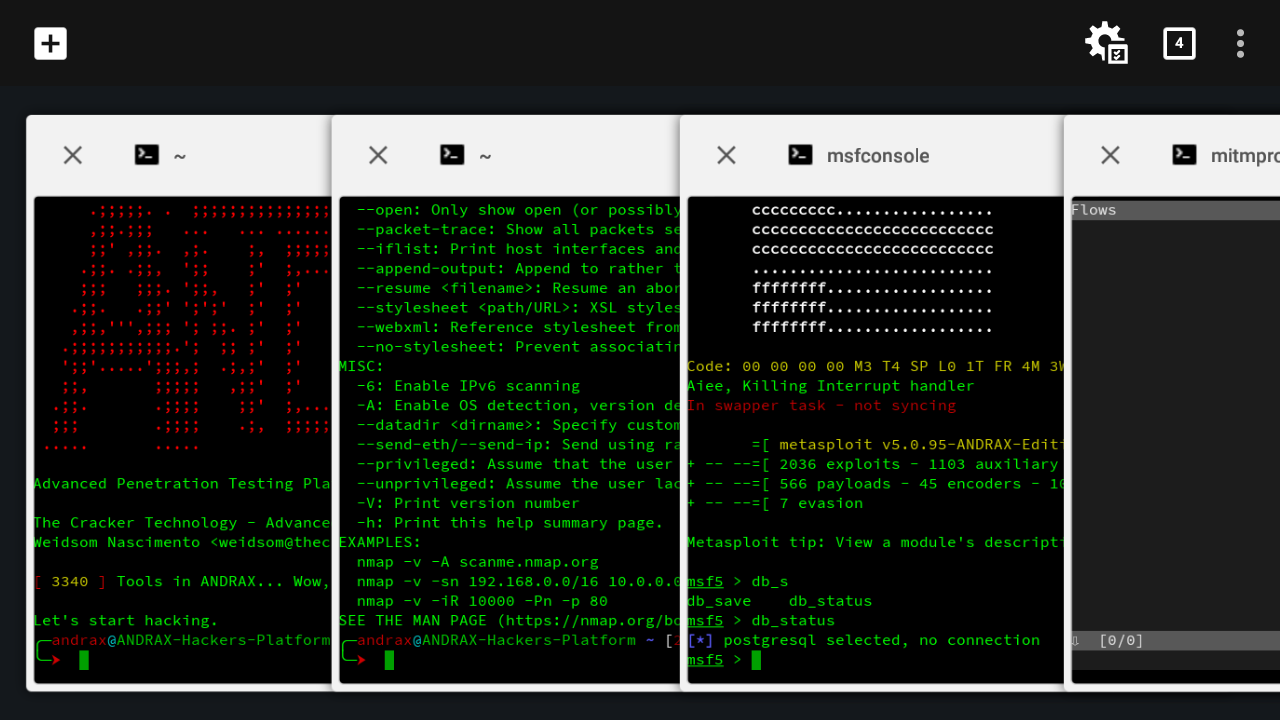 4
~
Advanced Penetration Testing Pla
The Cracker Technology - Advance
Weidsom Nascimento <weidsom@thec
[ 3340 ] Tools in ANDRAX... Wow,
Let's start hacking.
andrax@ANDRAX-Hackers-Platform
~
--open: Only show open (or possibly
--packet-trace: Show all packets se
--iflist: Print host interfaces and
--append-output: Append to rather t
--resume <filename>: Resume an abor
--stylesheet <path/URL>: XSL styles
--webxml: Reference stylesheet from
--no-stylesheet: Prevent associatin
MISC:
-6: Enable IPv6 scanning
-A: Enable OS detection, version de
--datadir <dirname>: Specify custom
--send-eth/--send-ip: Send using ra
--privileged: Assume that the user
--unprivileged: Assume the user lac
-V: Print version number
-h: Print this help summary page.
EXAMPLES:
nmap -v -A scanme.nmap.org
nmap -v -sn 192.168.0.0/16 10.0.0.0
nmap -v -iR 10000 -Pn -p 80
SEE THE MAN PAGE (https://nmap.org/bo
andrax@ANDRAX-Hackers-Platform ~ [2
msfconsole
ccccccccc.................
cccccccccccccccccccccccccc
cccccccccccccccccccccccccc
..........................
ffffffff..................
ffffffff..................
ffffffff..................
Code: 00 00 00 00 M3 T4 SP L0 1T FR 4M 3W
Aiee, Killing Interrupt handler
In swapper task - not syncing
=[ metasploit v5.0.95-ANDRAX-Editi
+ -- --=[ 2036 exploits - 1103 auxiliary
+ -- --=[ 566 payloads - 45 encoders - 10
+ -- --=[ 7 evasion
Metasploit tip: View a module's descripti
msf5 > db_s
db_save    db_status
msf5 > db_status
[*] postgresql selected, no connection
msf5 >
mitmpro
Flows
[0/0]